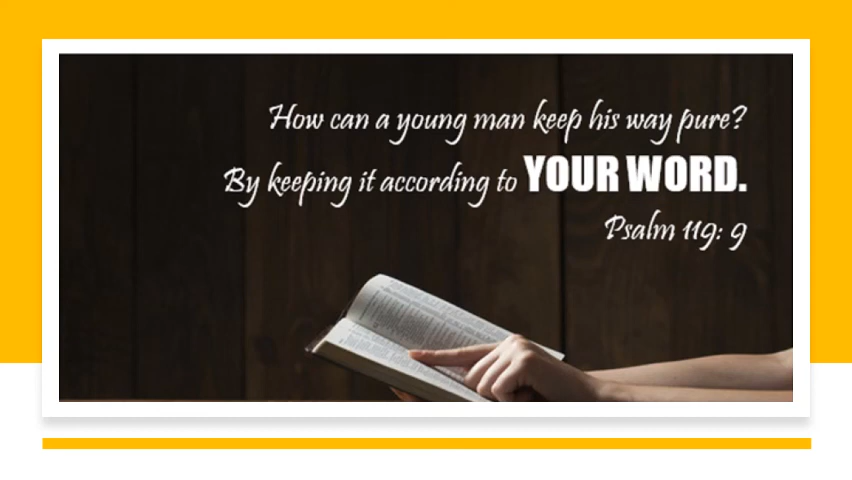 How can a young man keep his way pure?
By keeping it according to YOUR WORD.
Psalm 119: 9